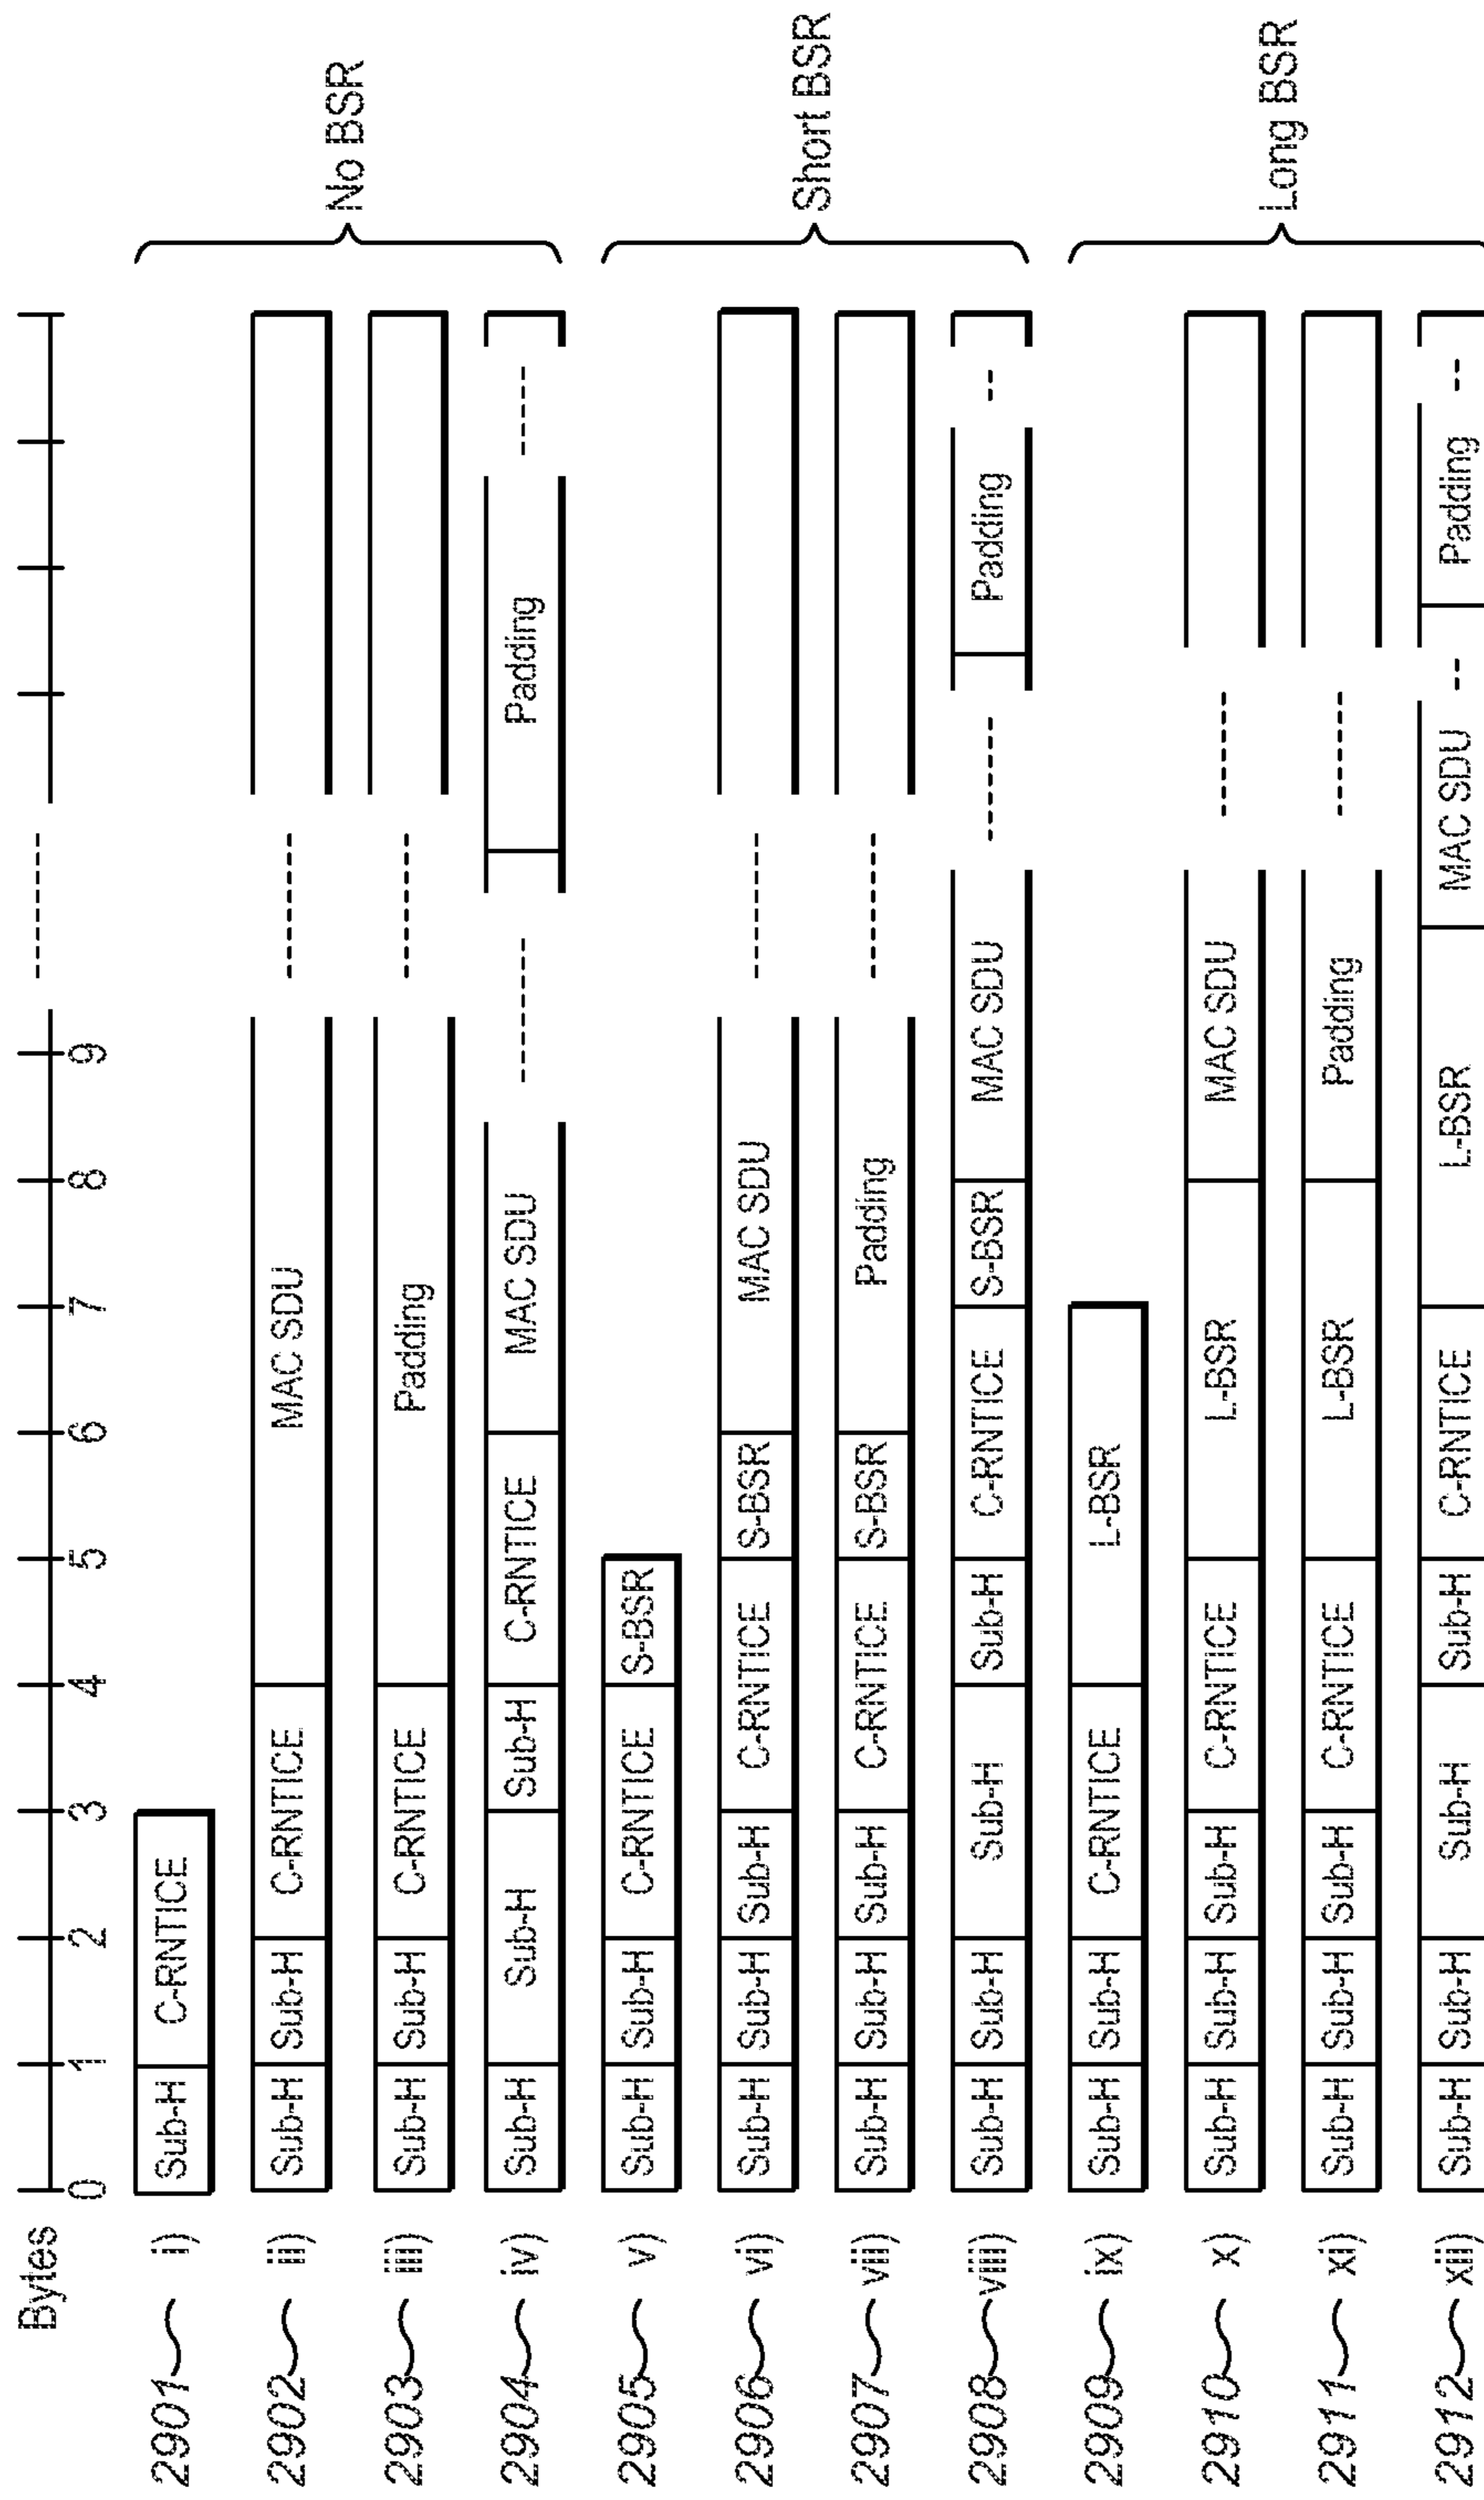 Bytes 0 1 2 3 4 5 6 7 8 9
2901 i) Sub-H C-RNTICE
2902 ii) Sub-H Sub-H C-RNTICE MAC SDU
2903 iii) Sub-H Sub-H C-RNTICE Padding
2904 iv) Sub-H Sub-H Sub-H C-RNTICE MAC SDU Padding
No BSR
2905 v) Sub-H Sub-H C-RNTICE S-BSR
2906 vi) Sub-H Sub-H Sub-H C-RNTICE S-BSR MAC SDU
2907 vii) Sub-H Sub-H Sub-H C-RNTICE S-BSR Padding
2908 viii) Sub-H Sub-H Sub-H Sub-H C-RNTICE S-BSR MAC SDU Padding
Short BSR
2909 ix) Sub-H Sub-H C-RNTICE L-BSR
2910 x) Sub-H Sub-H Sub-H C-RNTICE L-BSR MAC SDU
2911 xi) Sub-H Sub-H Sub-H C-RNTICE L-BSR Padding
2912 xii) Sub-H Sub-H Sub-H Sub-H C-RNTICE L-BSR MAC SDU Padding
Long BSR